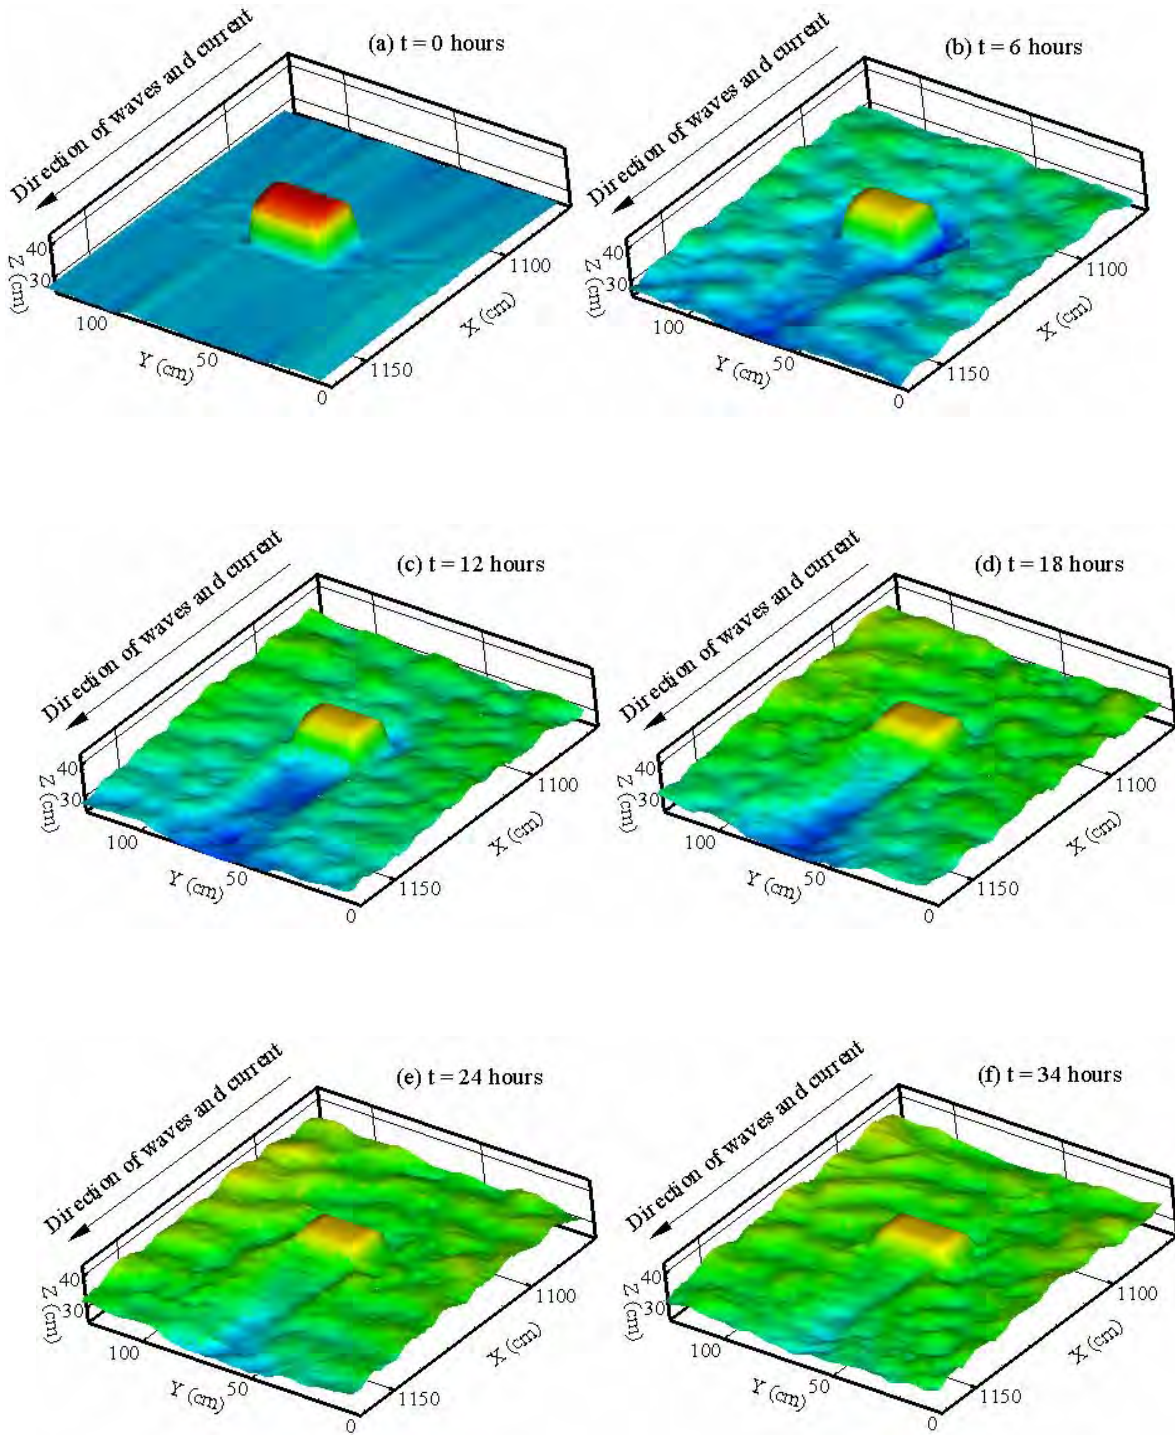 (a) t = 0 hours
Direction of waves and current
40
30
Z (cm)
100
Y (cm)
50
0
1150
X (cm)
1100
(b) t = 6 hours
Direction of waves and current
40
30
Z (cm)
100
Y (cm)
50
0
1150
X (cm)
1100
(c) t = 12 hours
Direction of waves and current
40
30
Z (cm)
100
Y (cm)
50
0
1150
X (cm)
1100
(d) t = 18 hours
Direction of waves and current
40
30
Z (cm)
100
Y (cm)
50
0
1150
X (cm)
1100
(e) t = 24 hours
Direction of waves and current
40
30
Z (cm)
100
Y (cm)
50
0
1150
X (cm)
1100
(f) t = 34 hours
Direction of waves and current
40
30
Z (cm)
100
Y (cm)
50
0
1150
X (cm)
1100